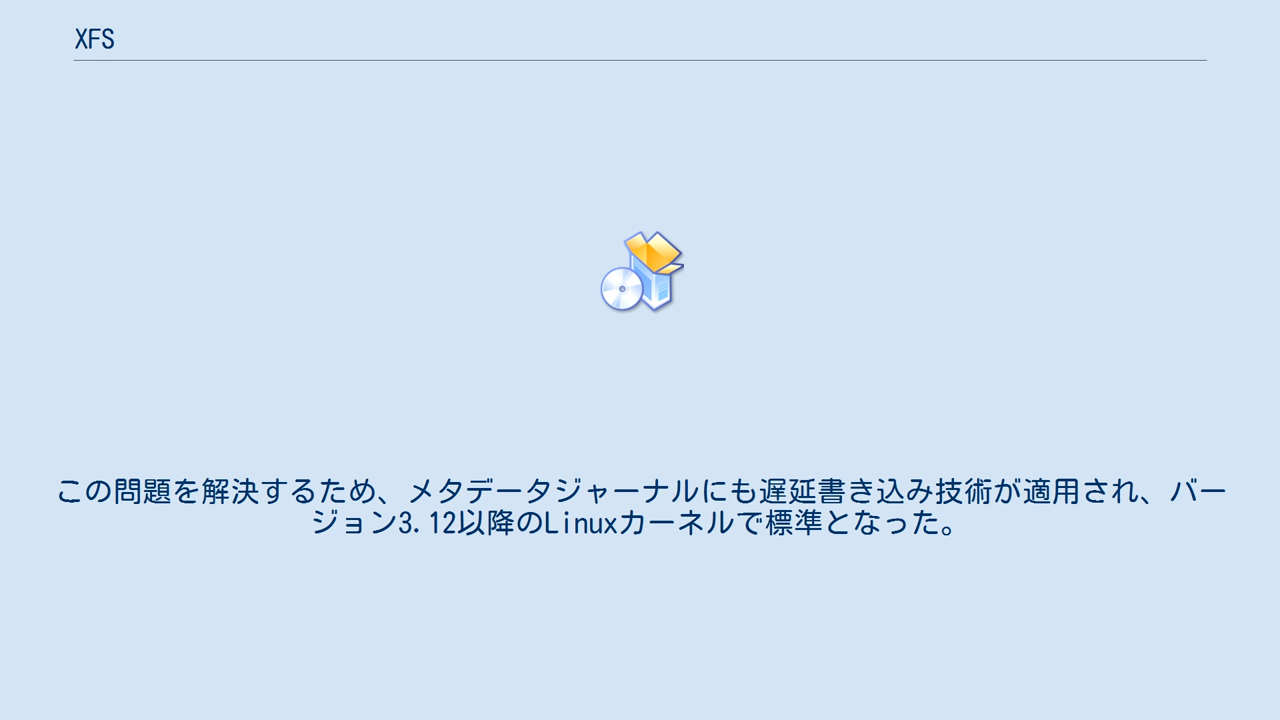 XFS
この問題を解決するため、メタデータジャーナルにも遅延書き込み技術が適用され、バー
ジョン3.12以降のLinuxカーネルで標準となった。